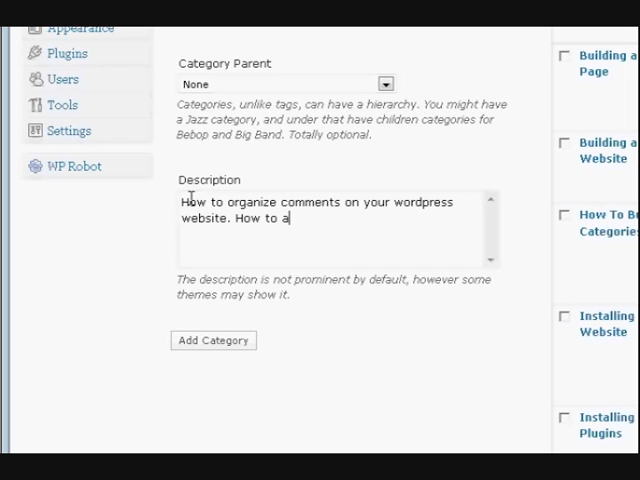 Appearance
Plugins
Users
Tools
Settings
WP Robot
Category Parent
None
Categories, unlike tags, can have a hierarchy. You might have
a Jazz category, and under that have children categories for
Bebop and Big Band. Totally optional.
Description
How to organize comments on your wordpress
website. How to a
The description is not prominent by default, however some
themes may show it.
Add Category
Building a
Page
Building a
Website
How To Bu
Categories
Installing
Website
Installing
Plugins